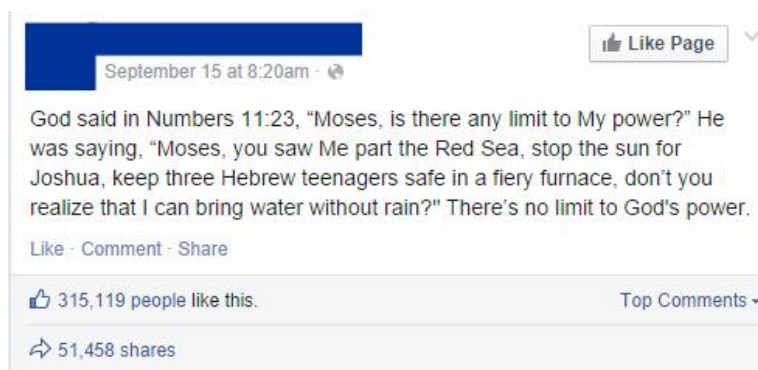 Like Page
September 15 at 8:20am ·
God said in Numbers 11:23, “Moses, is there any limit to My power?” He
was saying, “Moses, you saw Me part the Red Sea, stop the sun for
Joshua, keep three Hebrew teenagers safe in a fiery furnace, don’t you
realize that I can bring water without rain?" There’s no limit to God's power.
Like · Comment · Share
315,119 people like this.
Top Comments
51,458 shares